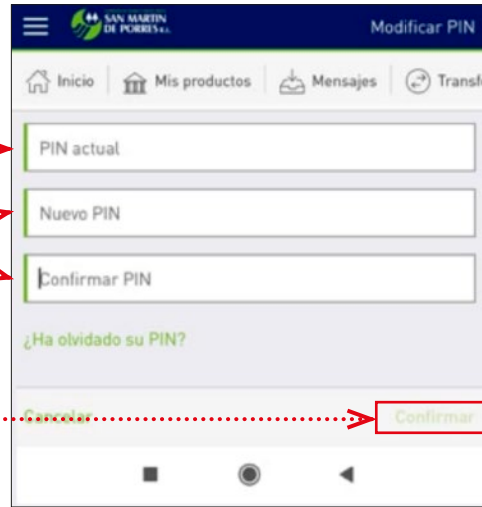 SAN MARTIN
DE PORRES R.L.
Modificar PIN
Inicio
Mis productos
Mensajes
Transf
PIN actual
Nuevo PIN
Confirmar PIN
¿Ha olvidado su PIN?
Cancelar
Confirmar